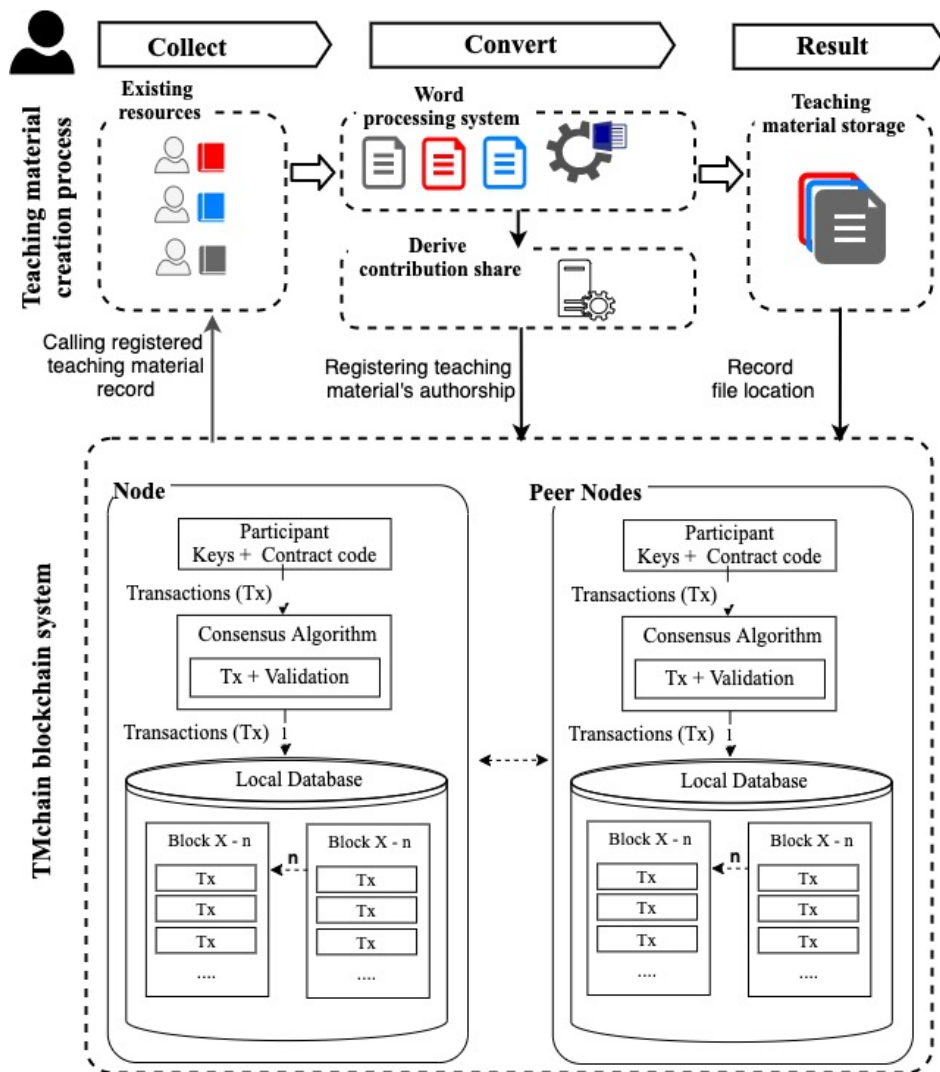 Collect
Convert
Result
Teaching material
creation process
Existing
resources
Word
processing system
Teaching
material storage
Derive
contribution share
Calling registered
teaching material
record
Registering teaching
material's authorship
Record
file location
TMchain blockchain system
Node
Participant
Keys + Contract code
Transactions (Tx)
Consensus Algorithm
Tx + Validation
Transactions (Tx)
Local Database
Block X - n
Tx
Tx
Tx
....
n
Block X - n
Tx
Tx
Tx
....
Peer Nodes
Participant
Keys + Contract code
Transactions (Tx)
Consensus Algorithm
Tx + Validation
Transactions (Tx)
Local Database
Block X - n
Tx
Tx
Tx
....
n
Block X - n
Tx
Tx
Tx
....